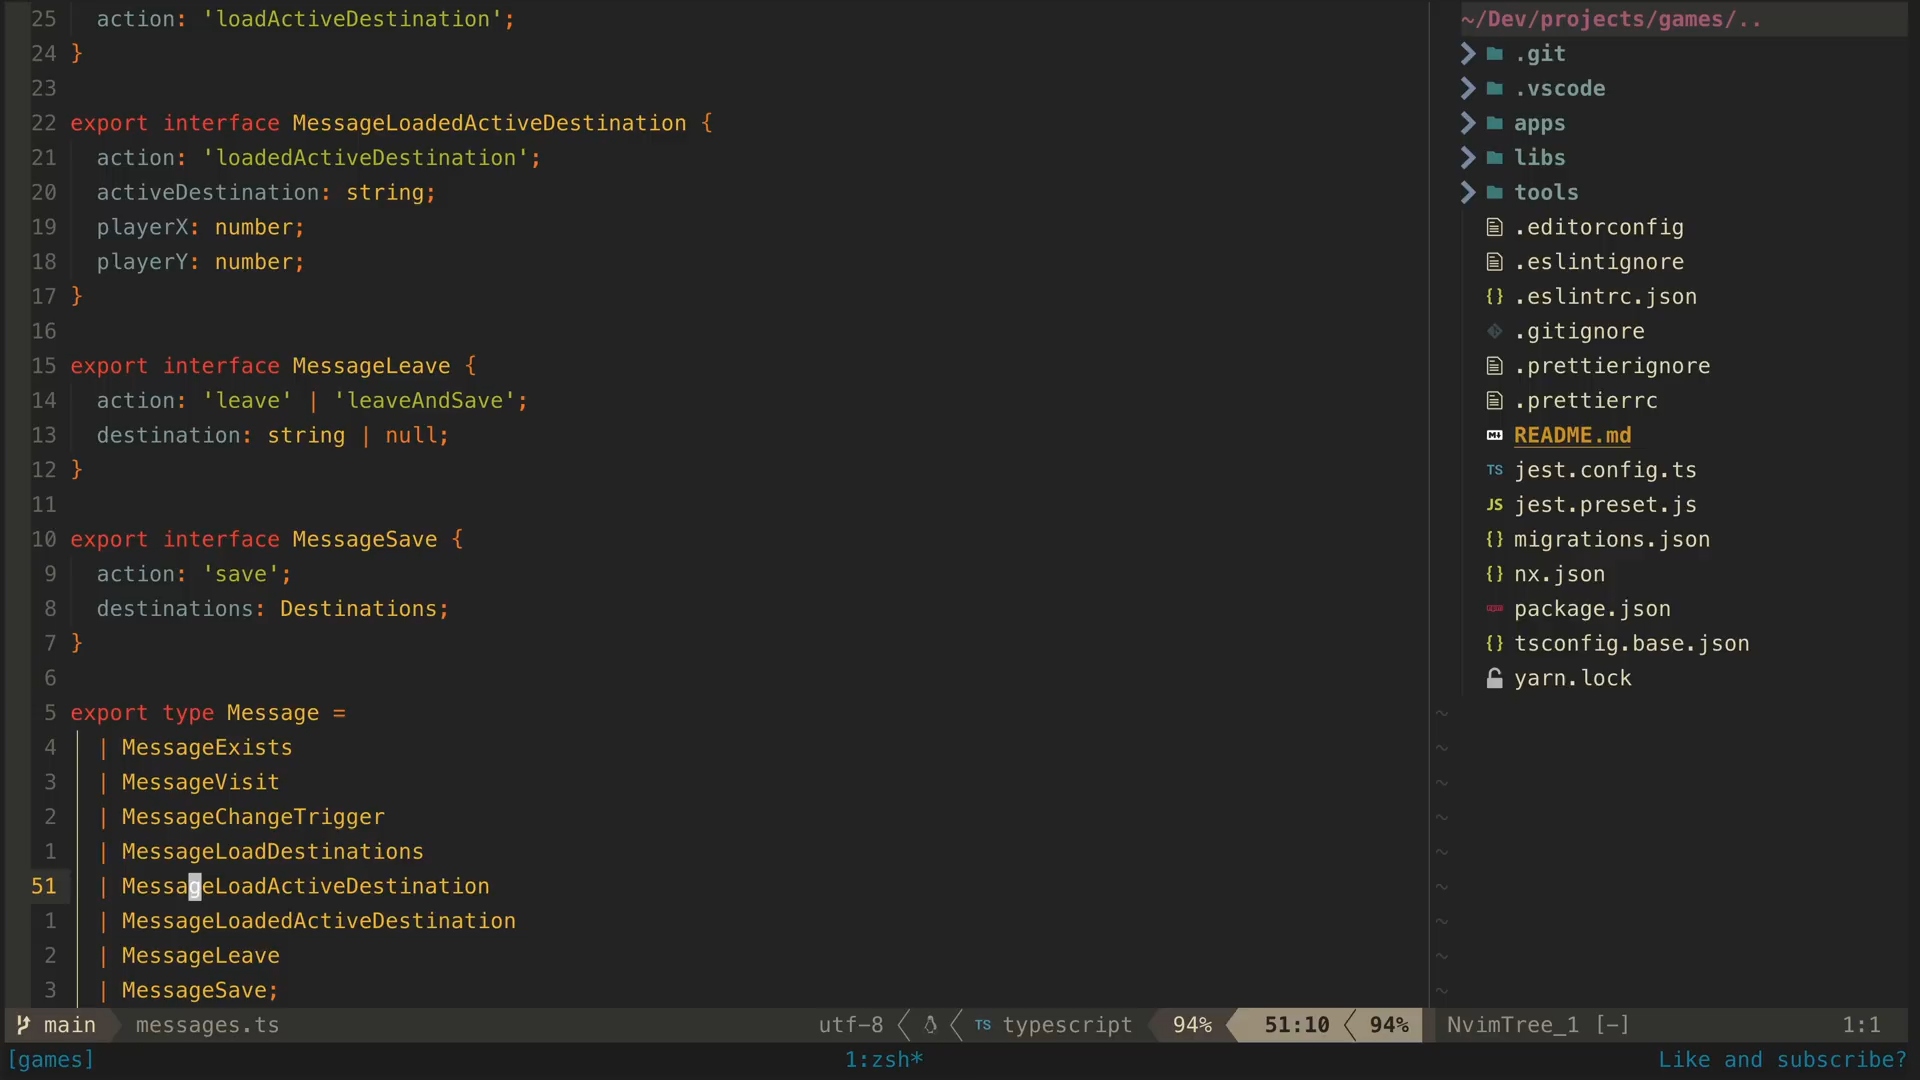 25   action: 'loadActiveDestination';
24 }
23
22 export interface MessageLoadedActiveDestination {
21   action: 'loadedActiveDestination';
20   activeDestination: string;
19   playerX: number;
18   playerY: number;
17 }
16
15 export interface MessageLeave {
14   action: 'leave' | 'leaveAndSave';
13   destination: string | null;
12 }
11
10 export interface MessageSave {
9   action: 'save';
8   destinations: Destinations;
7 }
6
5 export type Message =
4   | MessageExists
3   | MessageVisit
2   | MessageChangeTrigger
1   | MessageLoadDestinations
51   | MessageLoadActiveDestination
1   | MessageLoadedActiveDestination
2   | MessageLeave
3   | MessageSave;
~/Dev/projects/games/..
.git
.vscode
apps
libs
tools
.editorconfig
.eslintignore
{} .eslintrc.json
.gitignore
.prettierignore
.prettierrc
README.md
TS jest.config.ts
JS jest.preset.js
{} migrations.json
{} nx.json
package.json
{} tsconfig.base.json
yarn.lock
~
~
~
~
~
~
~
~
~
main messages.ts utf-8 TS typescript 94% 51:10 94% NvimTree_1 [-] 1:1
[games] 1:zsh* Like and subscribe?